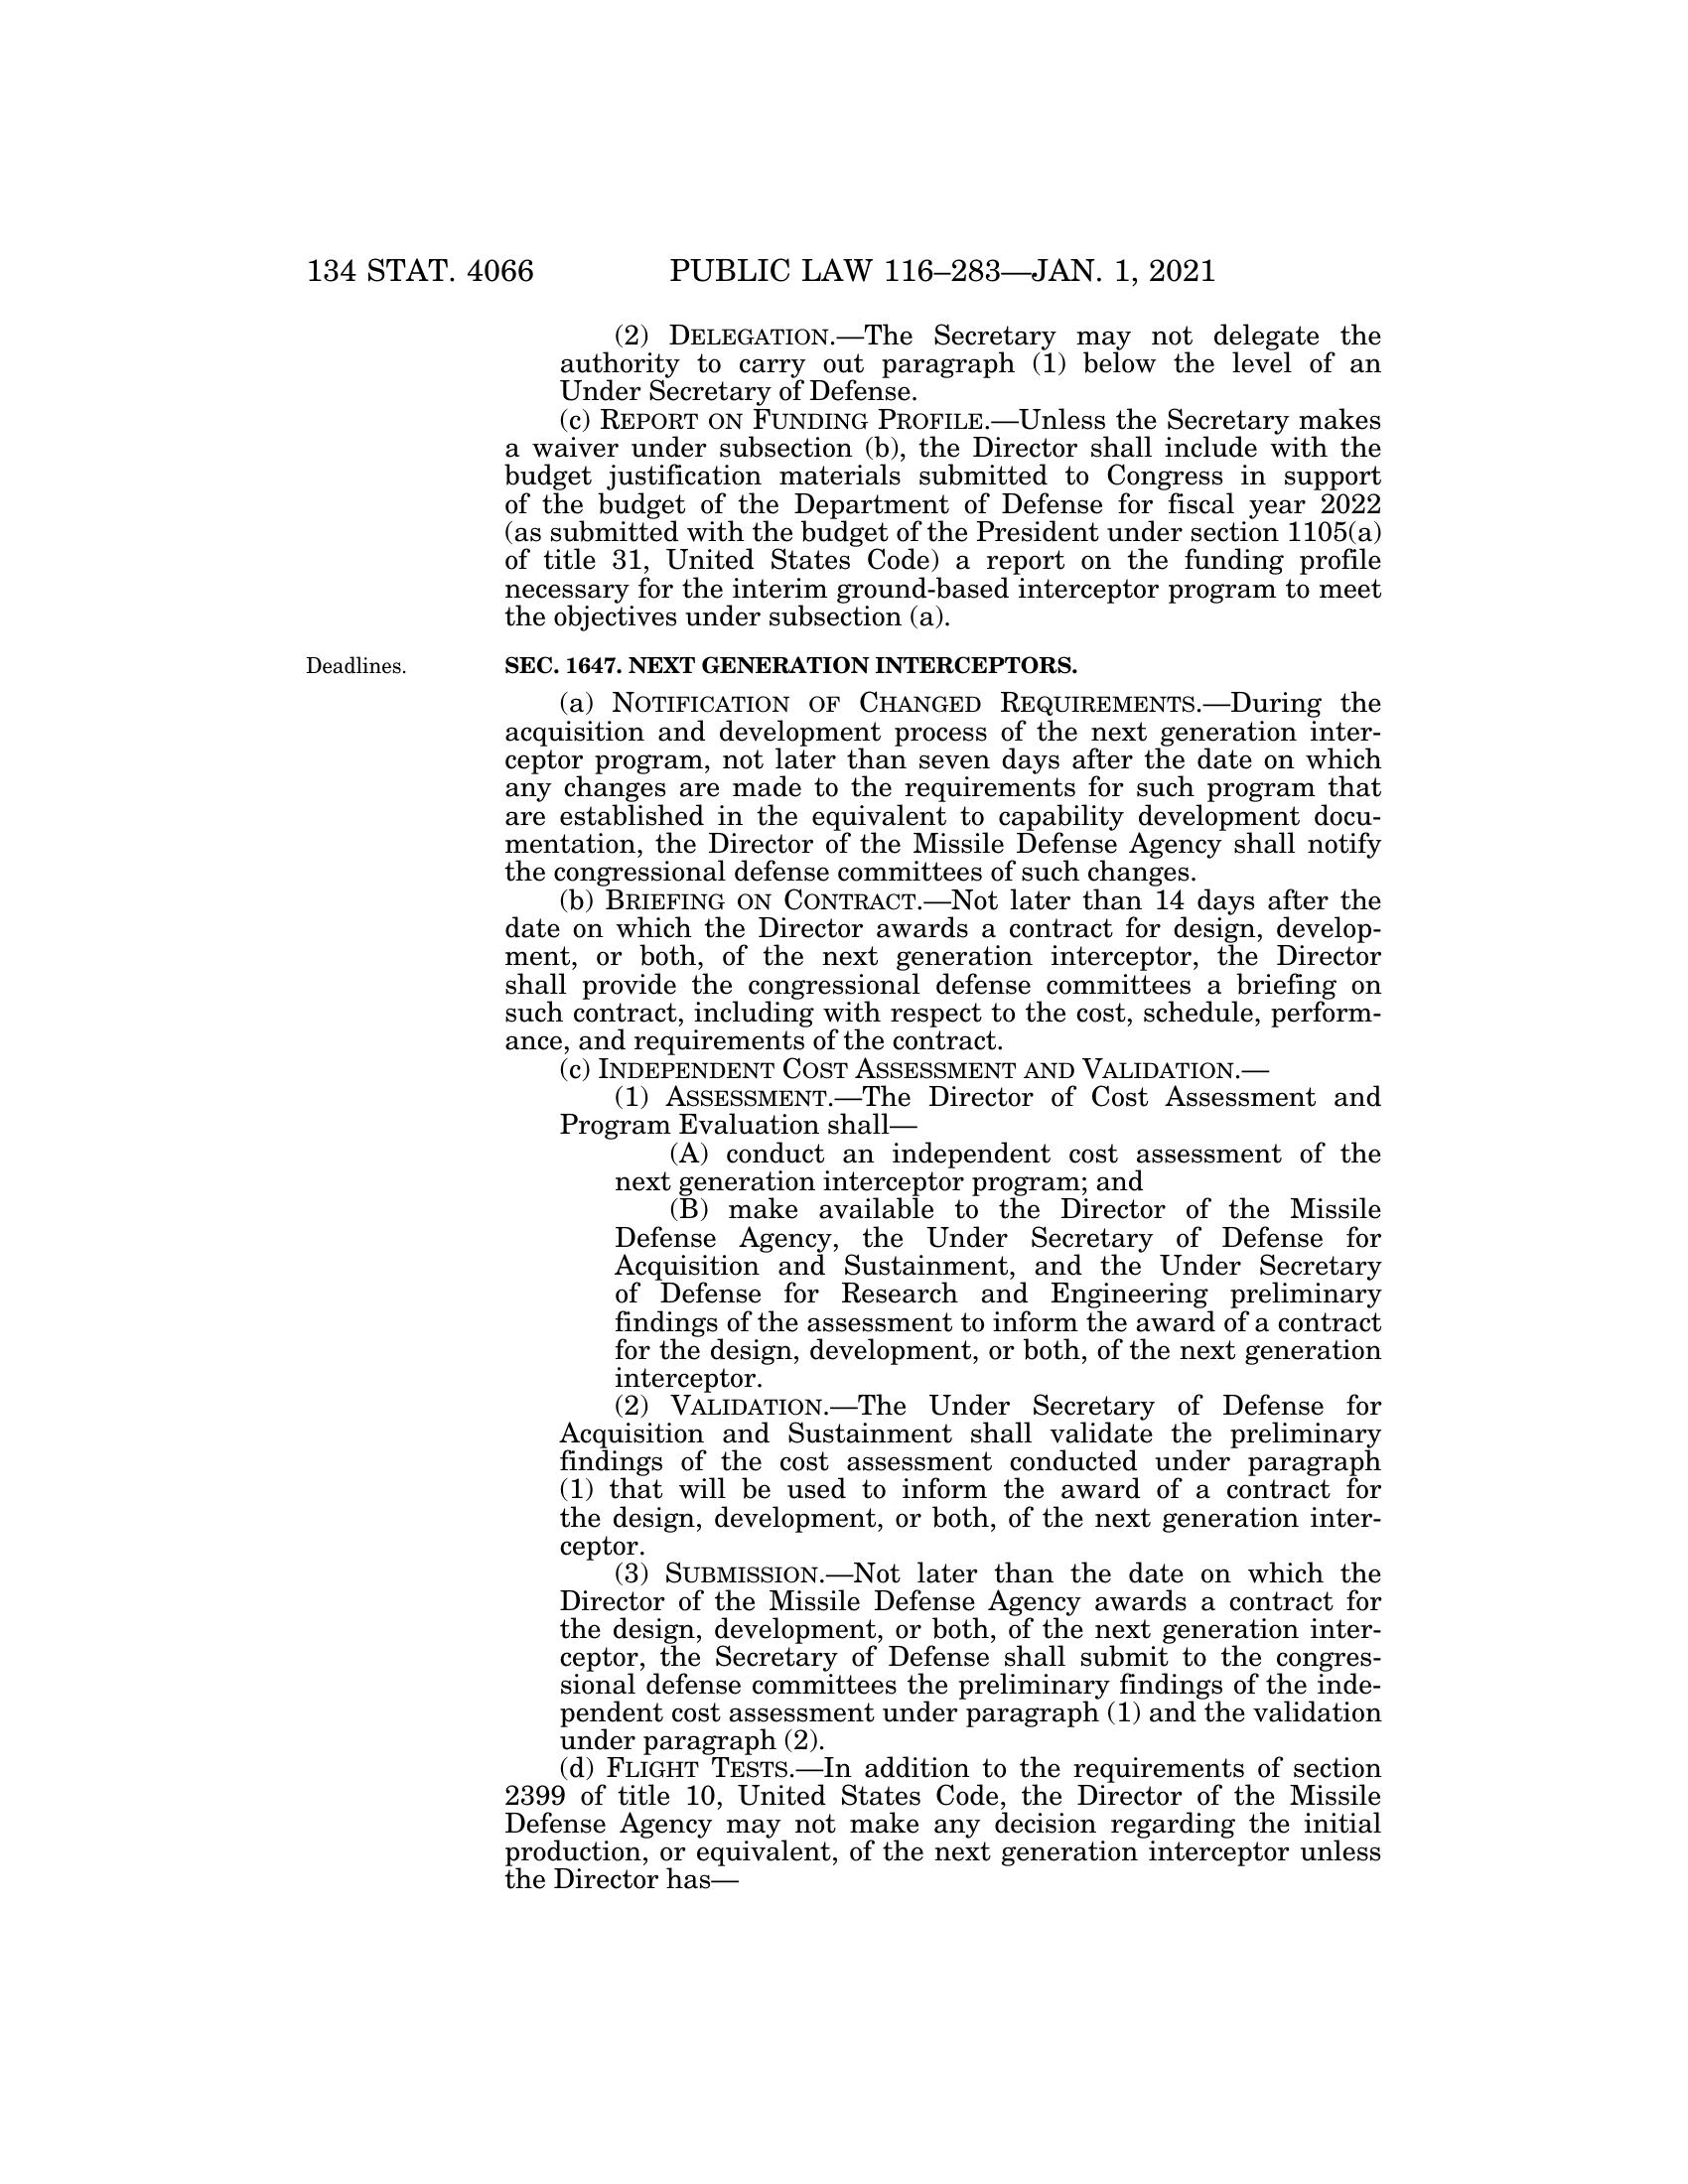 134 STAT. 4066 PUBLIC LAW 116–283—JAN. 1, 2021
(2) DELEGATION.—The Secretary may not delegate the
authority to carry out paragraph (1) below the level of an
Under Secretary of Defense.
(c) REPORT ON FUNDING PROFILE.—Unless the Secretary makes
a waiver under subsection (b), the Director shall include with the
budget justification materials submitted to Congress in support
of the budget of the Department of Defense for fiscal year 2022
(as submitted with the budget of the President under section 1105(a)
of title 31, United States Code) a report on the funding profile
necessary for the interim ground-based interceptor program to meet
the objectives under subsection (a).
Deadlines. SEC. 1647. NEXT GENERATION INTERCEPTORS.
(a) NOTIFICATION OF CHANGED REQUIREMENTS.—During the
acquisition and development process of the next generation inter-
ceptor program, not later than seven days after the date on which
any changes are made to the requirements for such program that
are established in the equivalent to capability development docu-
mentation, the Director of the Missile Defense Agency shall notify
the congressional defense committees of such changes.
(b) BRIEFING ON CONTRACT.—Not later than 14 days after the
date on which the Director awards a contract for design, develop-
ment, or both, of the next generation interceptor, the Director
shall provide the congressional defense committees a briefing on
such contract, including with respect to the cost, schedule, perform-
ance, and requirements of the contract.
(c) INDEPENDENT COST ASSESSMENT AND VALIDATION.—
(1) ASSESSMENT.—The Director of Cost Assessment and
Program Evaluation shall—
(A) conduct an independent cost assessment of the
next generation interceptor program; and
(B) make available to the Director of the Missile
Defense Agency, the Under Secretary of Defense for
Acquisition and Sustainment, and the Under Secretary
of Defense for Research and Engineering preliminary
findings of the assessment to inform the award of a contract
for the design, development, or both, of the next generation
interceptor.
(2) VALIDATION.—The Under Secretary of Defense for
Acquisition and Sustainment shall validate the preliminary
findings of the cost assessment conducted under paragraph
(1) that will be used to inform the award of a contract for
the design, development, or both, of the next generation inter-
ceptor.
(3) SUBMISSION.—Not later than the date on which the
Director of the Missile Defense Agency awards a contract for
the design, development, or both, of the next generation inter-
ceptor, the Secretary of Defense shall submit to the congres-
sional defense committees the preliminary findings of the inde-
pendent cost assessment under paragraph (1) and the validation
under paragraph (2).
(d) FLIGHT TESTS.—In addition to the requirements of section
2399 of title 10, United States Code, the Director of the Missile
Defense Agency may not make any decision regarding the initial
production, or equivalent, of the next generation interceptor unless
the Director has—